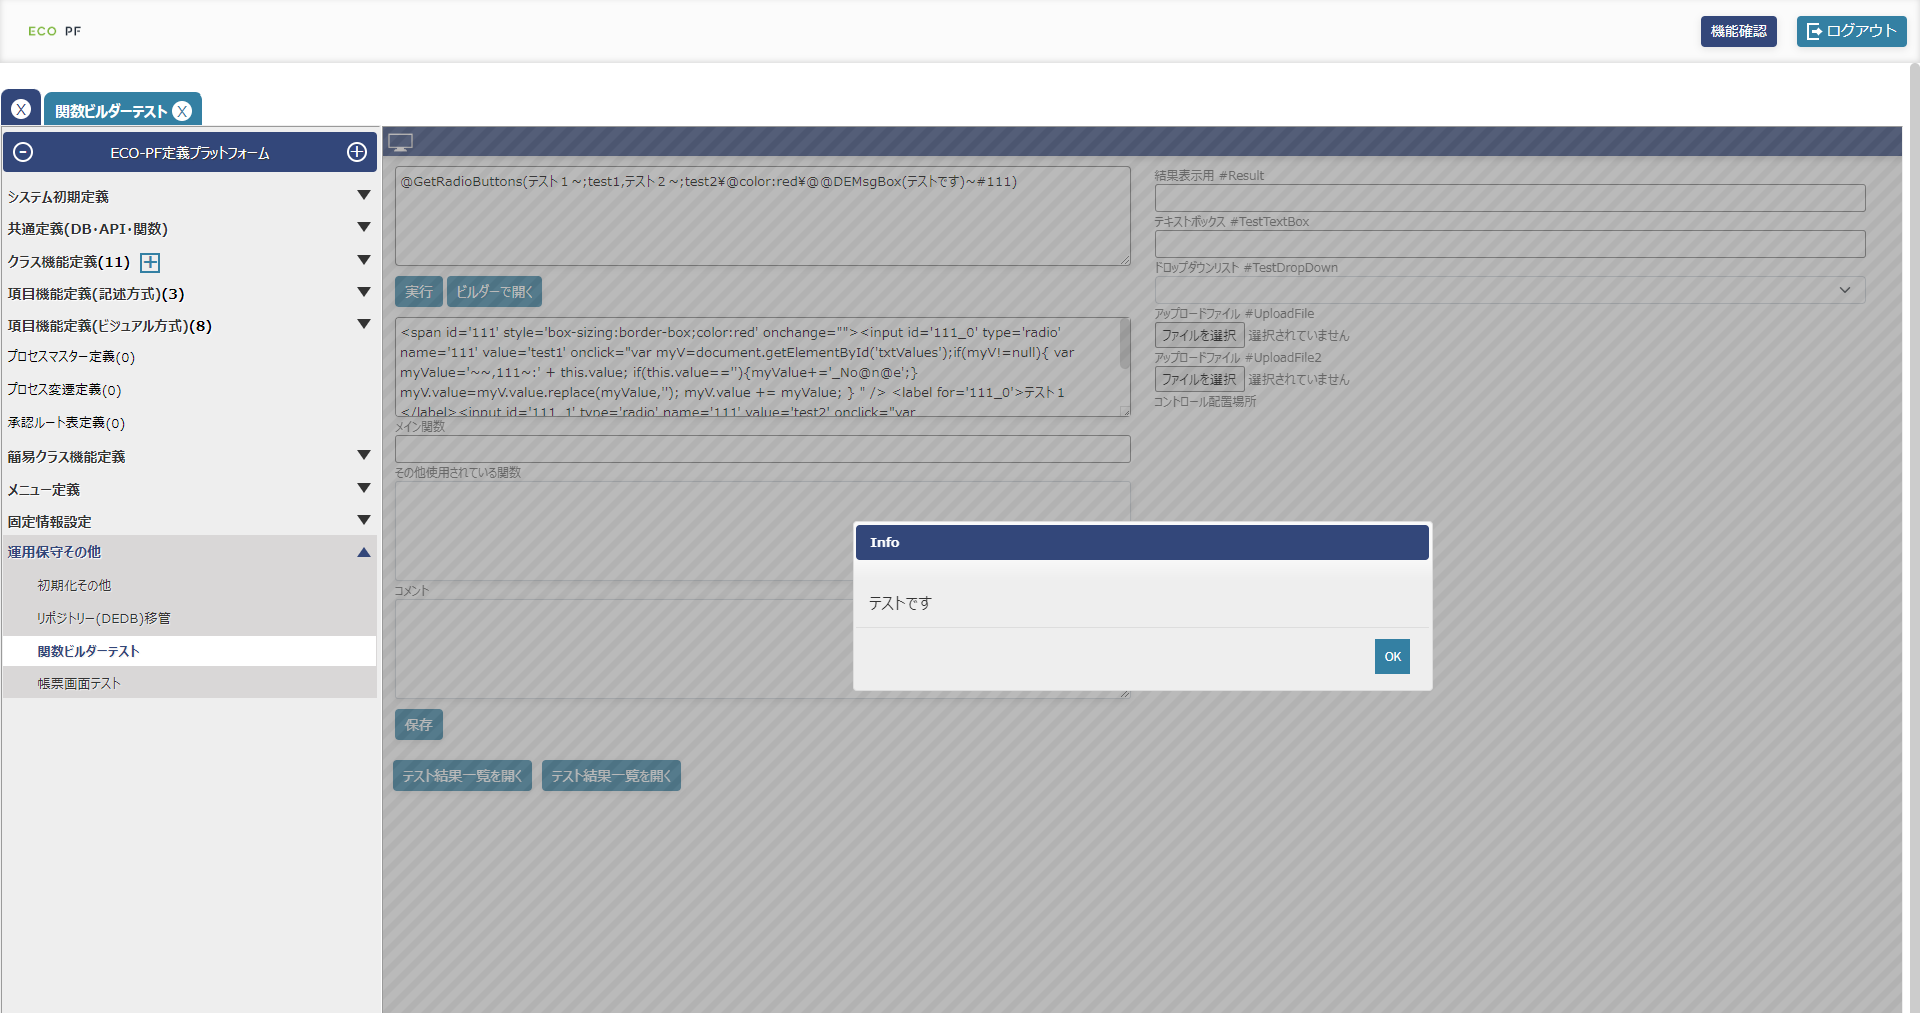 ECO PF
機能確認
ログアウト
X
関数ビルダーテスト X
ECO-PF定義プラットフォーム
システム初期定義
共通定義(DB・API・関数)
クラス機能定義(11)
項目機能定義(記述方式)(3)
項目機能定義(ビジュアル方式)(8)
プロセスマスター定義(0)
プロセス変遷定義(0)
承認ルート表定義(0)
簡易クラス機能定義
メニュー定義
固定情報設定
運用保守その他
初期化その他
リポジトリー(DEDB)移管
関数ビルダーテスト
帳票画面テスト
@GetRadioButtons(テスト１~;test1,テスト２~;test2¥@color:red¥@@DEMsgBox(テストです)~#111)
実行
ビルダーで開く
<span id='111' style='box-sizing:border-box;color:red' onchange=""><input id='111_0' type='radio'
name='111' value='test1' onclick="var myV=document.getElementById('txtValues');if(myV!=null){ var
myValue='~~,111~:' + this.value; if(this.value==''){myValue+='_No@n@e';}
myV.value=myV.value.replace(myValue,''); myV.value += myValue; } " /> <label for='111_0'>テスト１
</label><input id='111_1' type='radio' name='111' value='test2' onclick="var
メイン関数
その他使用されている関数
コメント
保存
テスト結果一覧を開く
テスト結果一覧を開く
結果表示用 #Result
テキストボックス #TestTextBox
ドロップダウンリスト #TestDropDown
アップロードファイル #UploadFile
ファイルを選択 選択されていません
アップロードファイル #UploadFile2
ファイルを選択 選択されていません
コントロール配置場所
Info
テストです
OK